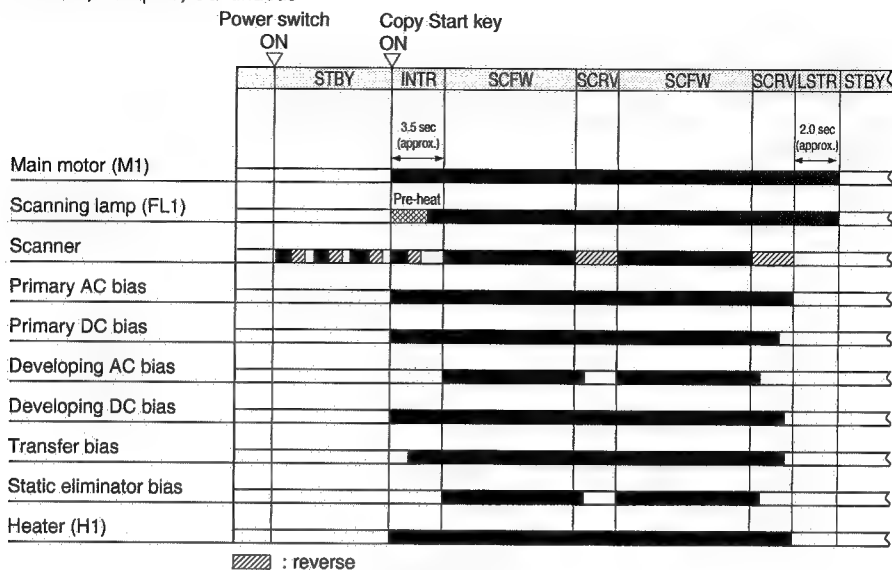 Power switch Copy Start key
ON ON
STBY INTR SCFW SCRV SCFW SCRV LSTR STBY
3.5 sec 2.0 sec
(approx.) (approx.)
Main motor (M1)
Pre-heat
Scanning lamp (FL1)
Scanner
Primary AC bias
Primary DC bias
Developing AC bias
Developing DC bias
Transfer bias
Static eliminator bias
Heater (H1)
: reverse